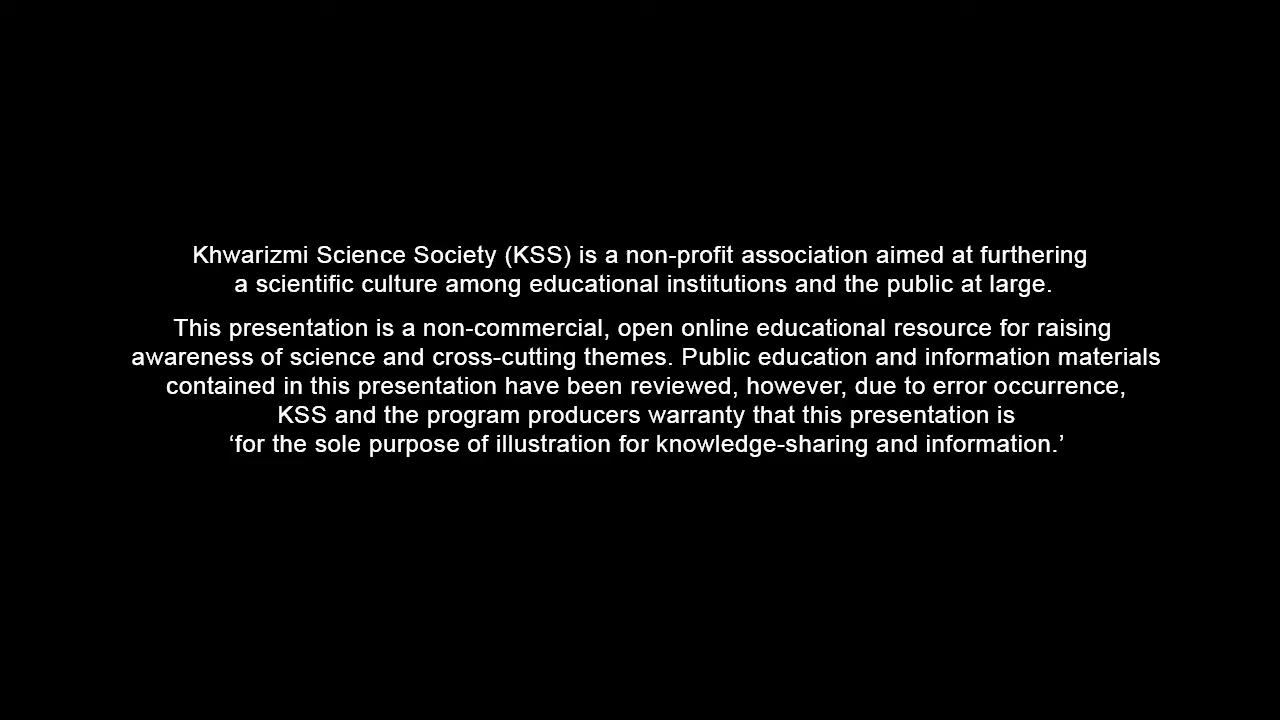 Khwarizmi Science Society (KSS) is a non-profit association aimed at furthering
a scientific culture among educational institutions and the public at large.
This presentation is a non-commercial, open online educational resource for raising
awareness of science and cross-cutting themes. Public education and information materials
contained in this presentation have been reviewed, however, due to error occurrence,
KSS and the program producers warranty that this presentation is
‘for the sole purpose of illustration for knowledge-sharing and information.’